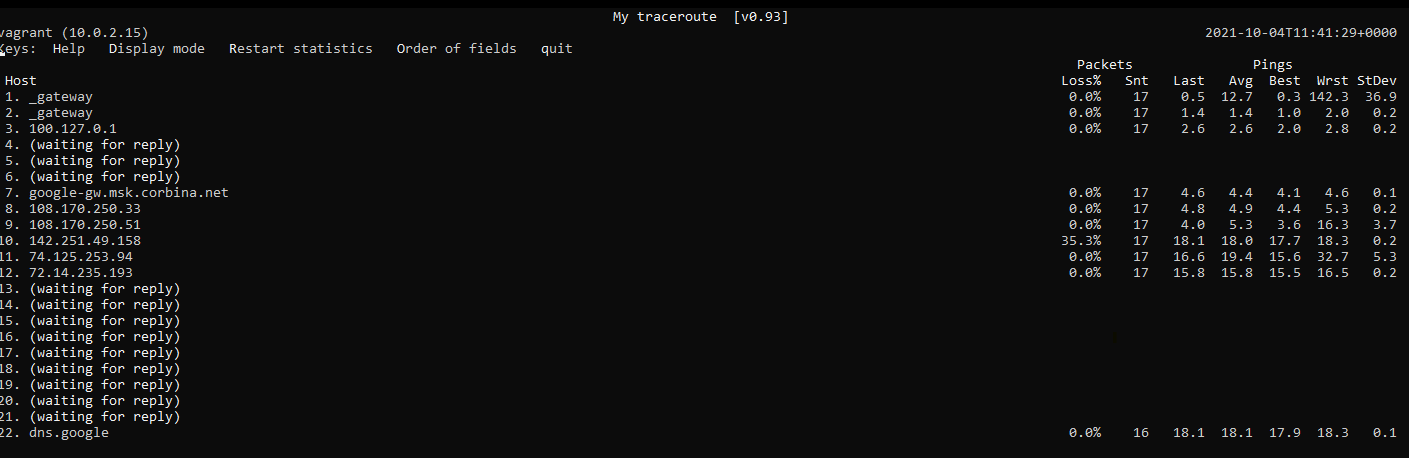 My traceroute [v0.93]
vagrant (10.0.2.15) 2021-10-04T11:41:29+0000
Keys: Help Display mode Restart statistics Order of fields quit
Packets Pings
Host Loss% Snt Last Avg Best Wrst StDev
1. _gateway 0.0% 17 0.5 12.7 0.3 142.3 36.9
2. _gateway 0.0% 17 1.4 1.4 1.0 2.0 0.2
3. 100.127.0.1 0.0% 17 2.6 2.6 2.0 2.8 0.2
4. (waiting for reply)
5. (waiting for reply)
6. (waiting for reply)
7. google-gw.msk.corbina.net 0.0% 17 4.6 4.4 4.1 4.6 0.1
8. 108.170.250.33 0.0% 17 4.8 4.9 4.4 5.3 0.2
9. 108.170.250.51 0.0% 17 4.0 5.3 3.6 16.3 3.7
10. 142.251.49.158 35.3% 17 18.1 18.0 17.7 18.3 0.2
11. 74.125.253.94 0.0% 17 16.6 19.4 15.6 32.7 5.3
12. 72.14.235.193 0.0% 17 15.8 15.8 15.5 16.5 0.2
13. (waiting for reply)
14. (waiting for reply)
15. (waiting for reply)
16. (waiting for reply)
17. (waiting for reply)
18. (waiting for reply)
19. (waiting for reply)
20. (waiting for reply)
21. (waiting for reply)
22. dns.google 0.0% 16 18.1 18.1 17.9 18.3 0.1